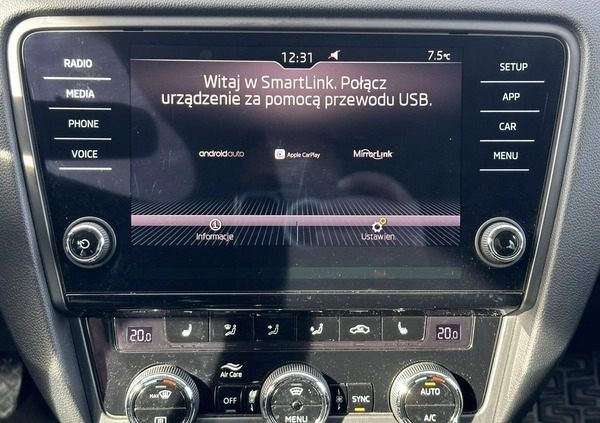 12:31 7.5°C
RADIO
MEDIA
PHONE
VOICE
Witaj w SmartLink. Połącz
urządzenie za pomocą przewodu USB.
androidauto Apple CarPlay MirrorLink
Informacje Ustawien
SETUP
APP
CAR
MENU
20.0 20.0
Air Care
MAX OFF MENU SYNC AUTO
A/C